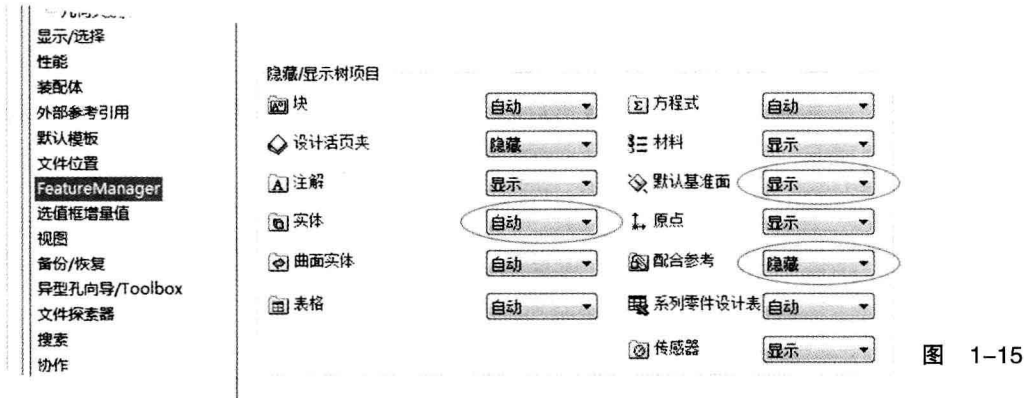 显示/选择
性能
装配体
外部参考引用
默认模板
文件位置
FeatureManager
选值框增量值
视图
备份/恢复
异型孔向导/Toolbox
文件探索器
搜索
协作
隐藏/显示树项目
块 自动 方程式 自动
设计活页夹 隐藏 材料 显示
注解 显示 默认基准面 显示
实体 自动 原点 显示
曲面实体 自动 配合参考 隐藏
表格 自动 系列零件设计表 自动
传感器 显示
图 1-15